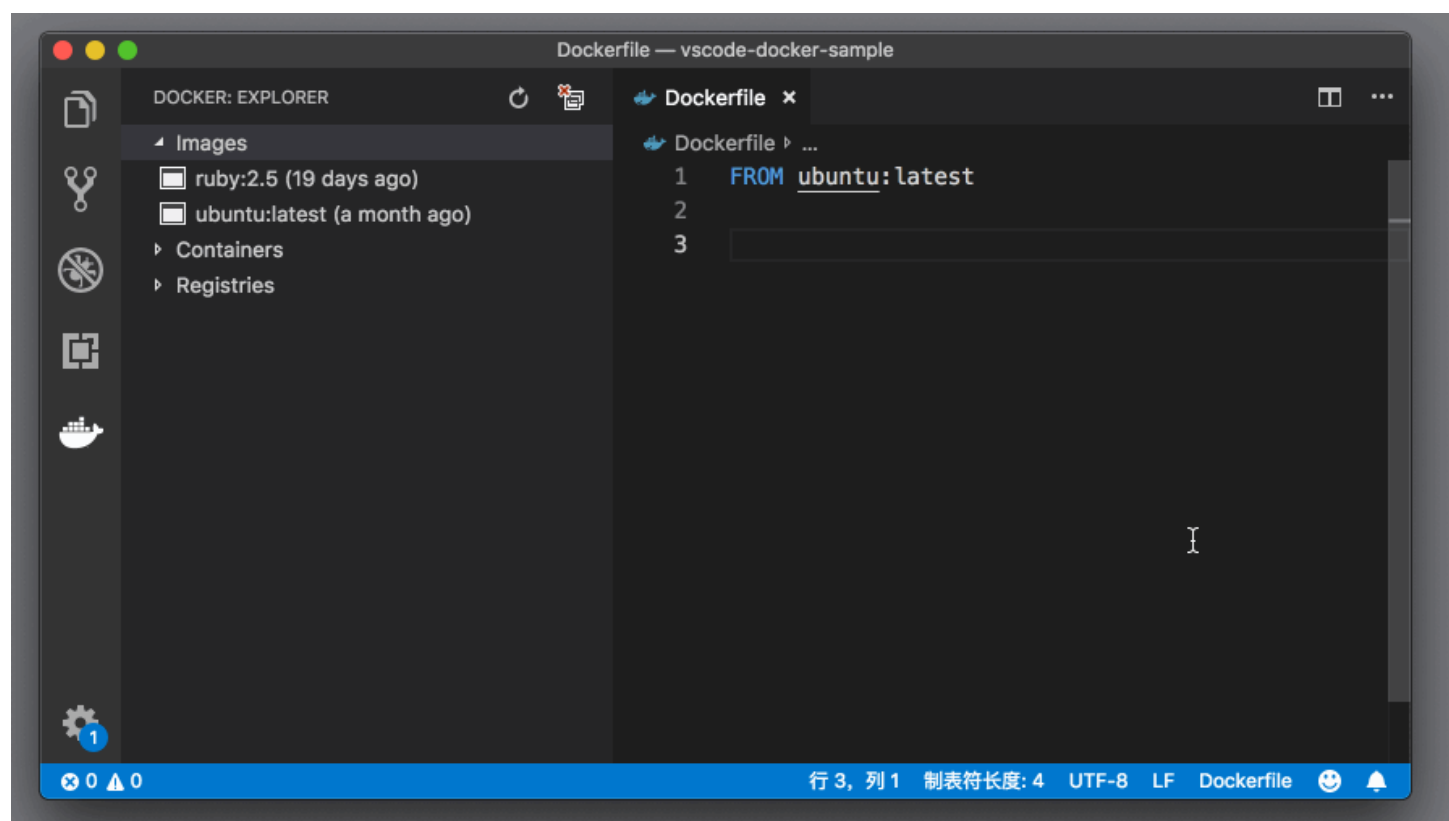 Dockerfile — vscode-docker-sample
DOCKER: EXPLORER
Images
ruby:2.5 (19 days ago)
ubuntu:latest (a month ago)
Containers
Registries
Dockerfile ×
Dockerfile ▹ ...
1 FROM ubuntu:latest
2
3
1
0 0 行 3，列 1 制表符长度: 4 UTF-8 LF Dockerfile